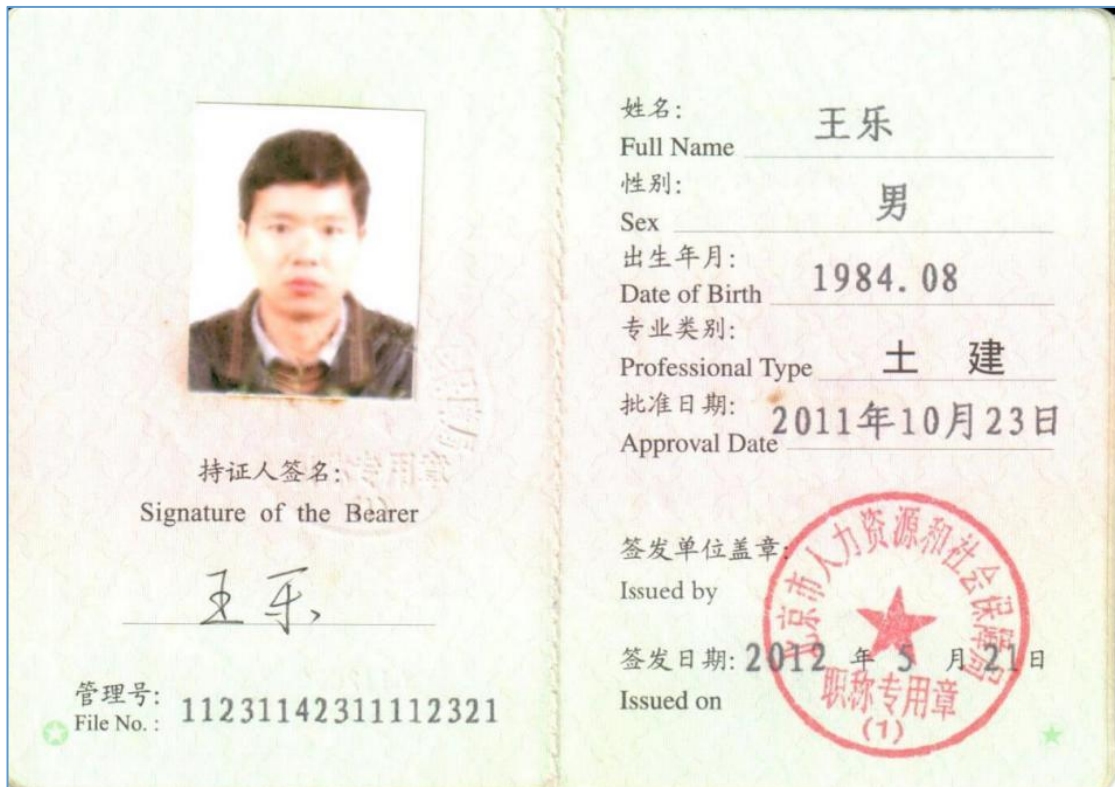 持证人签名:
Signature of the Bearer
王乐
管理号:
File No. : 11231142311112321
姓名: 王乐
Full Name
性别: 男
Sex
出生年月: 1984.08
Date of Birth
专业类别:
Professional Type 土 建
批准日期: 2011年10月23日
Approval Date
签发单位盖章:
Issued by
北京市人力资源和社会保障局
签发日期: 2012 年 5 月 21 日
Issued on
职称专用章
(1)